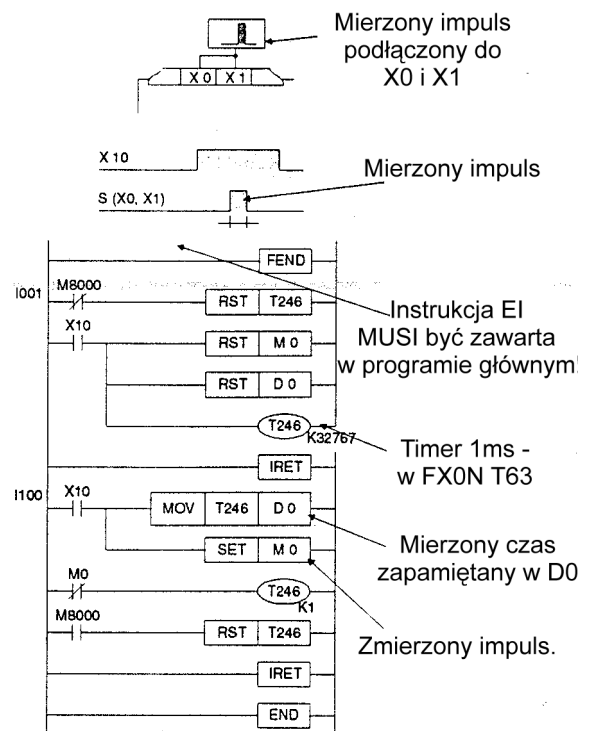 Mierzony impuls
podłączony do
X0 i X1
X 0 X 1
X 10
Mierzony impuls
S (X0, X1)
FEND
I001
M8000
RST T246
Instrukcja EI
MUSI być zawarta
w programie głównym!
X10
RST M 0
RST D 0
T246
K32767
Timer 1ms -
w FX0N T63
IRET
I100
X10
MOV T246 D 0
Mierzony czas
zapamiętany w D0
SET M 0
M0
T246
K1
Zmierzony impuls.
M8000
RST T246
IRET
END